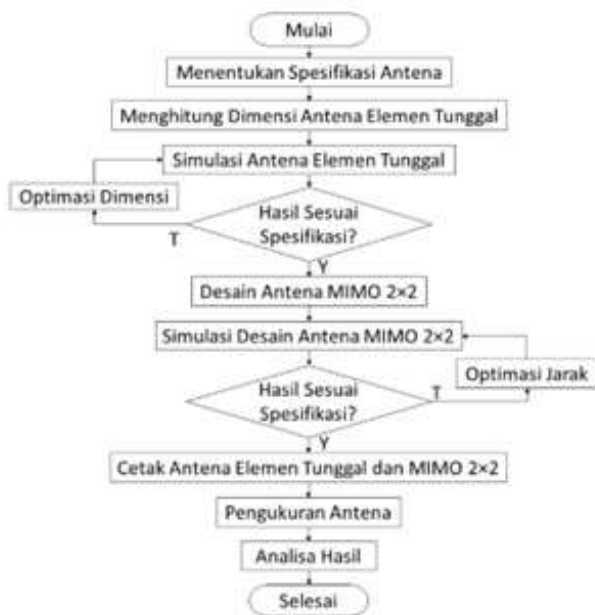 Mulai
Menentukan Spesifikasi Antena
Menghitung Dimensi Antena Elemen Tunggal
Simulasi Antena Elemen Tunggal
Optimasi Dimensi
Hasil Sesuai
Spesifikasi?
T
Y
Desain Antena MIMO 2×2
Simulasi Desain Antena MIMO 2×2
Optimasi Jarak
Hasil Sesuai
Spesifikasi?
T
Y
Cetak Antena Elemen Tunggal dan MIMO 2×2
Pengukuran Antena
Analisa Hasil
Selesai